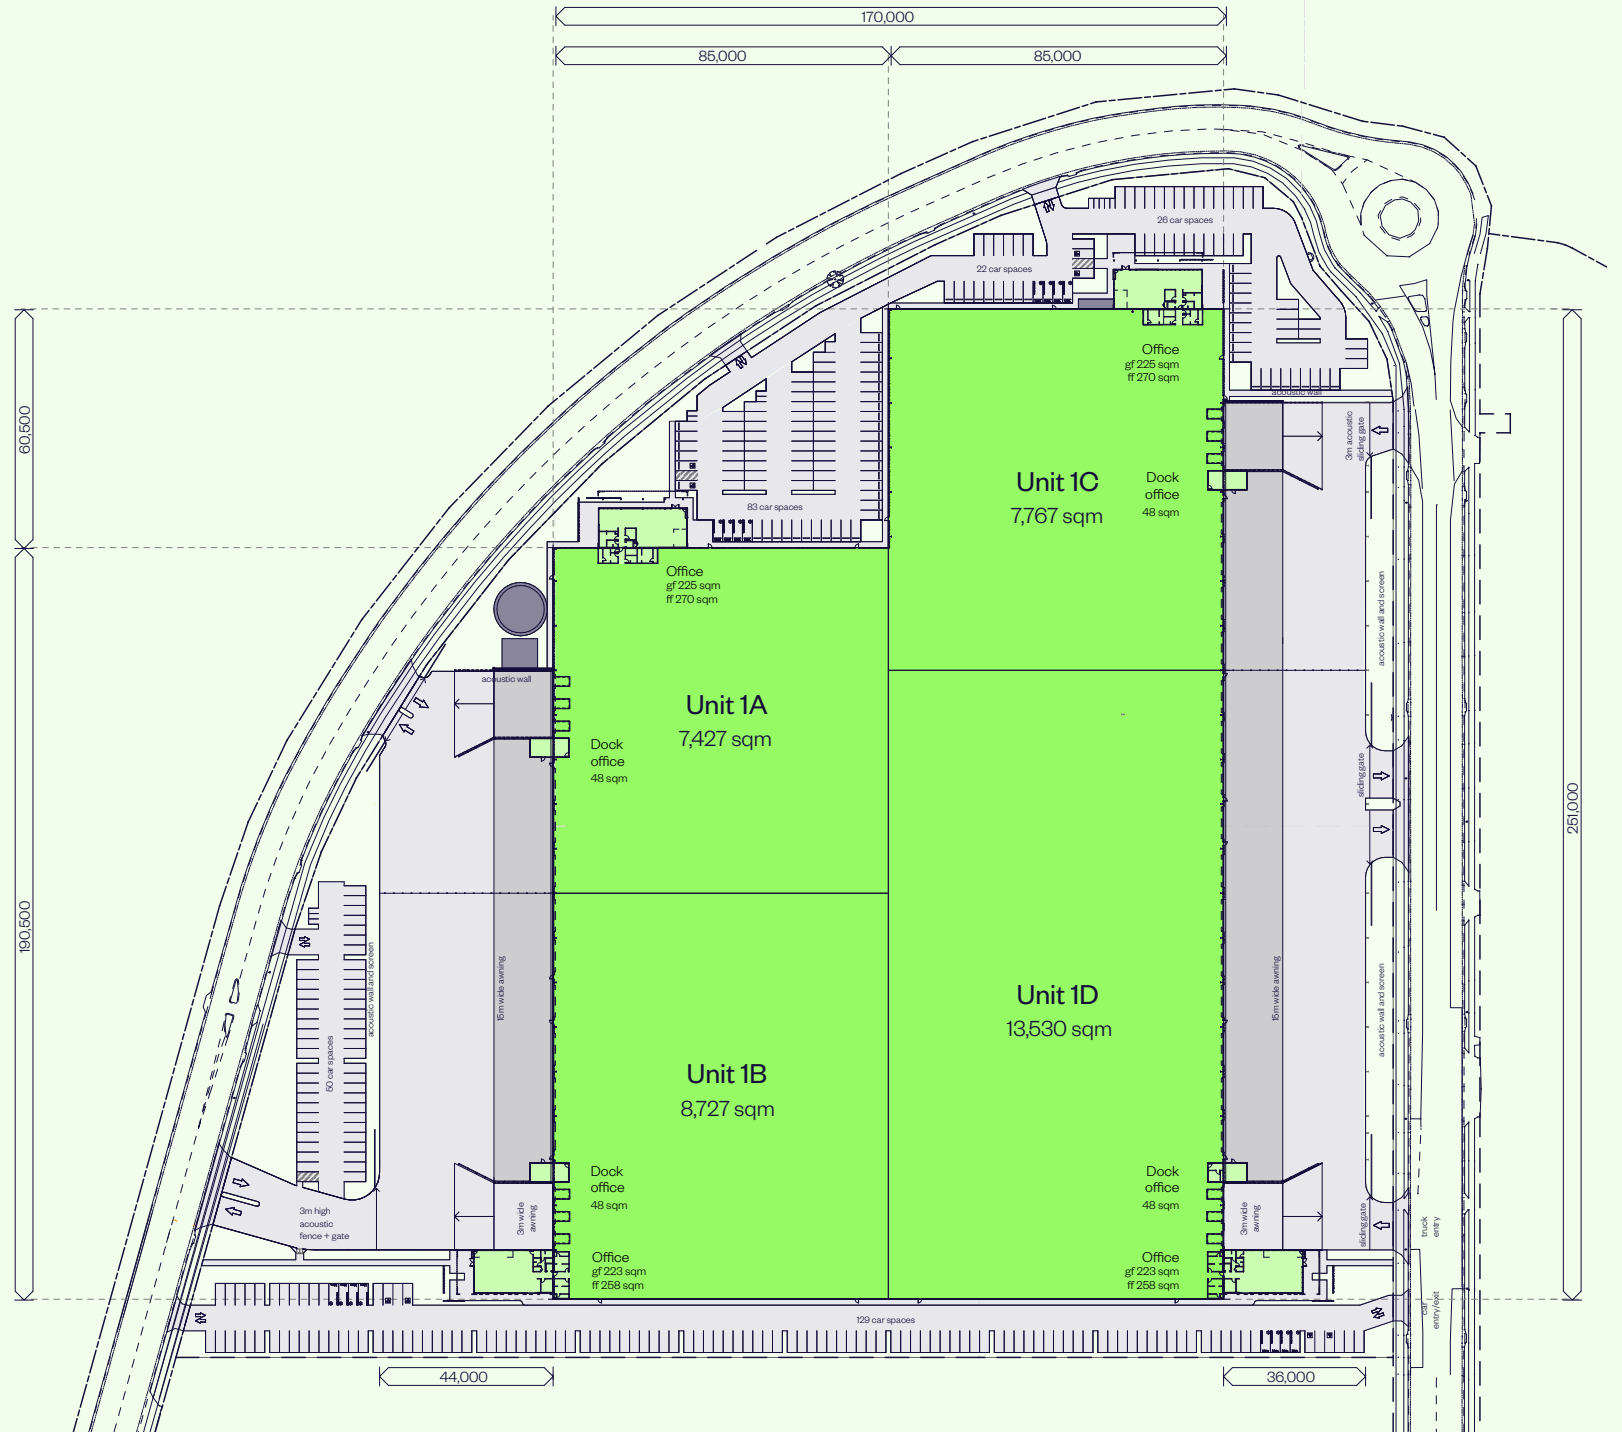 170,000
85,000
85,000
26 car spaces
22 car spaces
Office
gf 225 sqm
ff 270 sqm
acoustic wall
3m acoustic
sliding gate
60,500
Unit 1C
7,767 sqm
Dock
office
48 sqm
83 car spaces
Office
gf 225 sqm
ff 270 sqm
acoustic wall and screen
acoustic wall
Unit 1A
7,427 sqm
Dock
office
48 sqm
sliding gate
251,000
190,500
acoustic wall and screen
15m wide awning
15m wide awning
acoustic wall and screen
Unit 1D
13,530 sqm
50 car spaces
Unit 1B
8,727 sqm
Dock
office
48 sqm
Dock
office
48 sqm
3m high
acoustic
fence + gate
3m wide
awning
3m wide
awning
sliding gate
truck
entry
Office
gf 223 sqm
ff 258 sqm
Office
gf 223 sqm
ff 258 sqm
car
entry/exit
129 car spaces
44,000
36,000